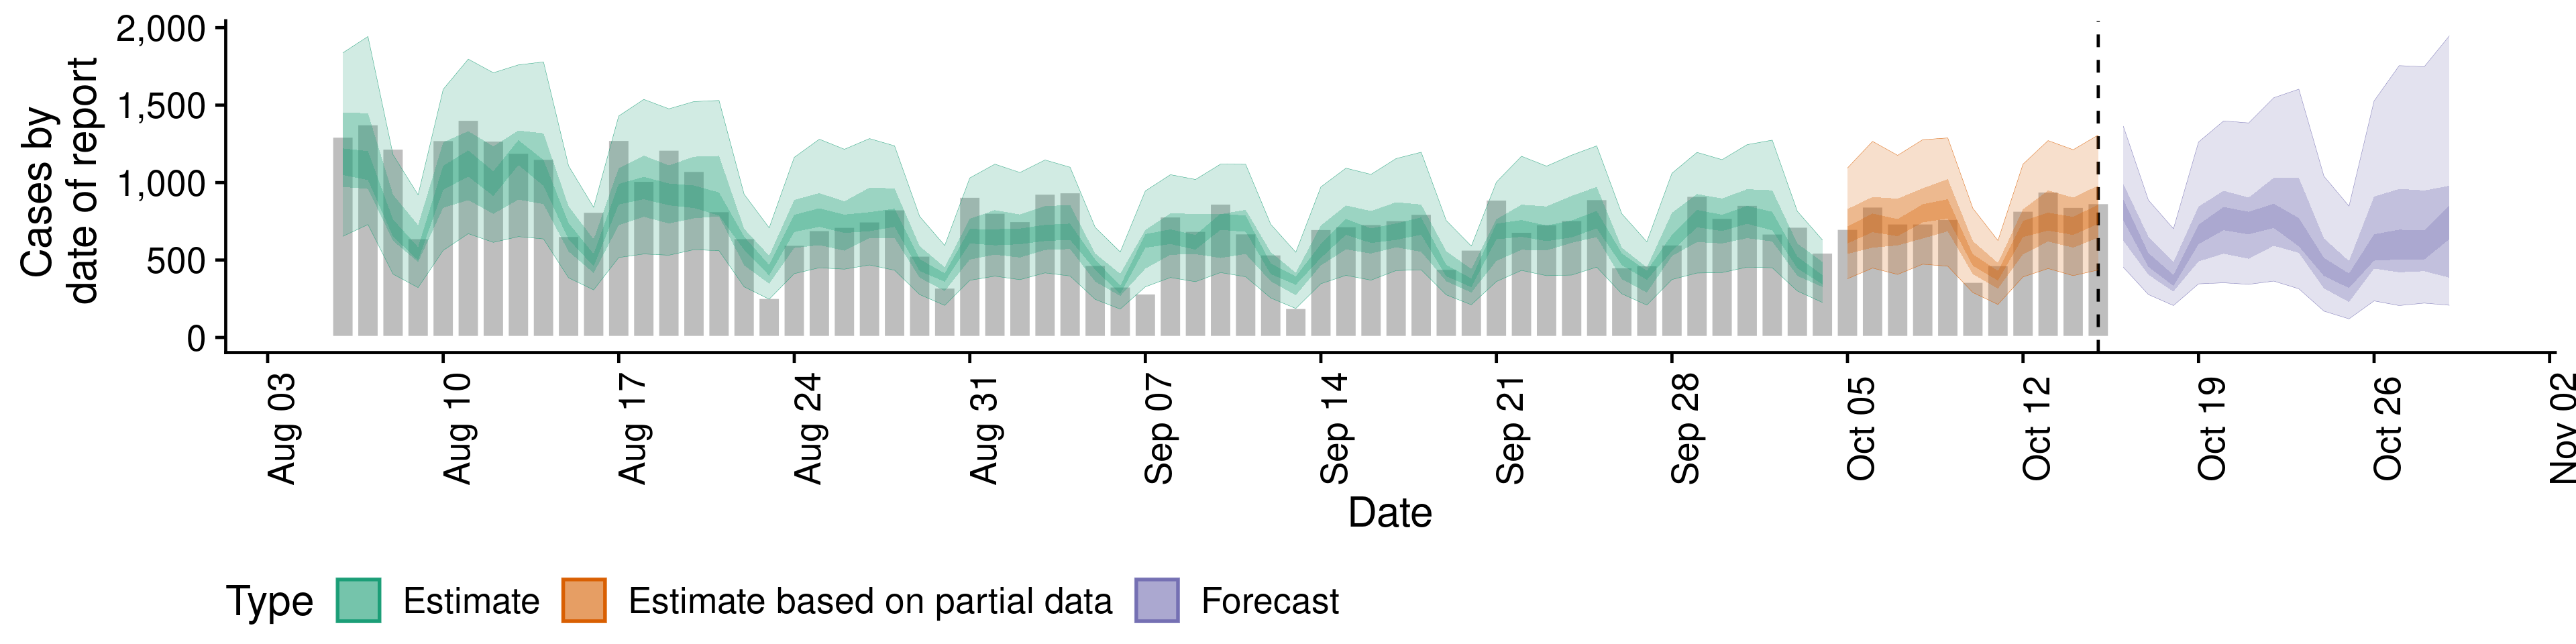 2,000
1,500
1,000
500
0
Cases by
date of report
Aug 03
Aug 10
Aug 17
Aug 24
Aug 31
Sep 07
Sep 14
Sep 21
Sep 28
Oct 05
Oct 12
Oct 19
Oct 26
Nov 02
Date
Type Estimate Estimate based on partial data Forecast